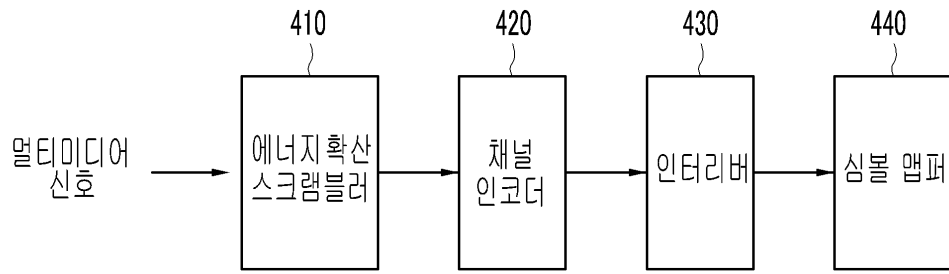 410
420
430
440
멀티미디어
신호
에너지확산
스크램블러
채널
인코더
인터리버
심볼 맵퍼